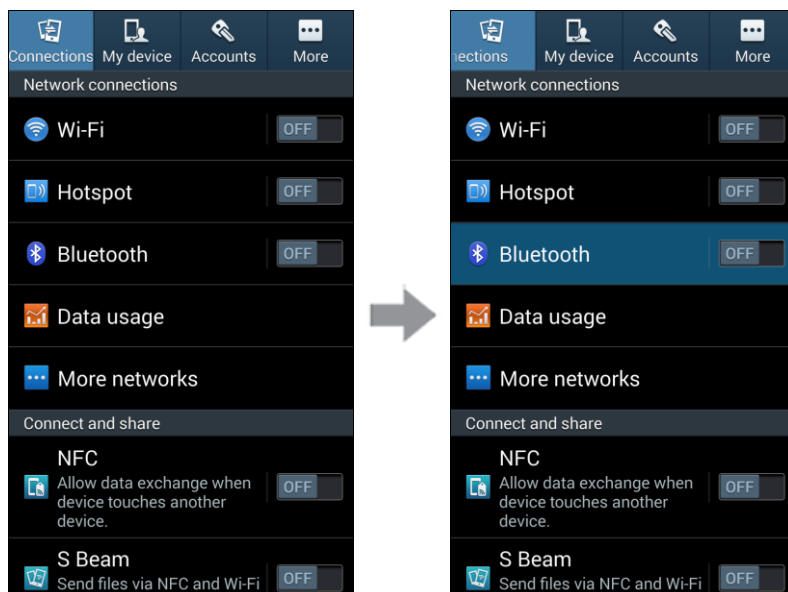 Connections My device Accounts More
Network connections
Wi-Fi OFF
Hotspot OFF
Bluetooth OFF
Data usage
More networks
Connect and share
NFC
Allow data exchange when
device touches another
device.
OFF
S Beam
Send files via NFC and Wi-Fi
OFF
nections My device Accounts More
Network connections
Wi-Fi OFF
Hotspot OFF
Bluetooth OFF
Data usage
More networks
Connect and share
NFC
Allow data exchange when
device touches another
device.
OFF
S Beam
Send files via NFC and Wi-Fi
OFF